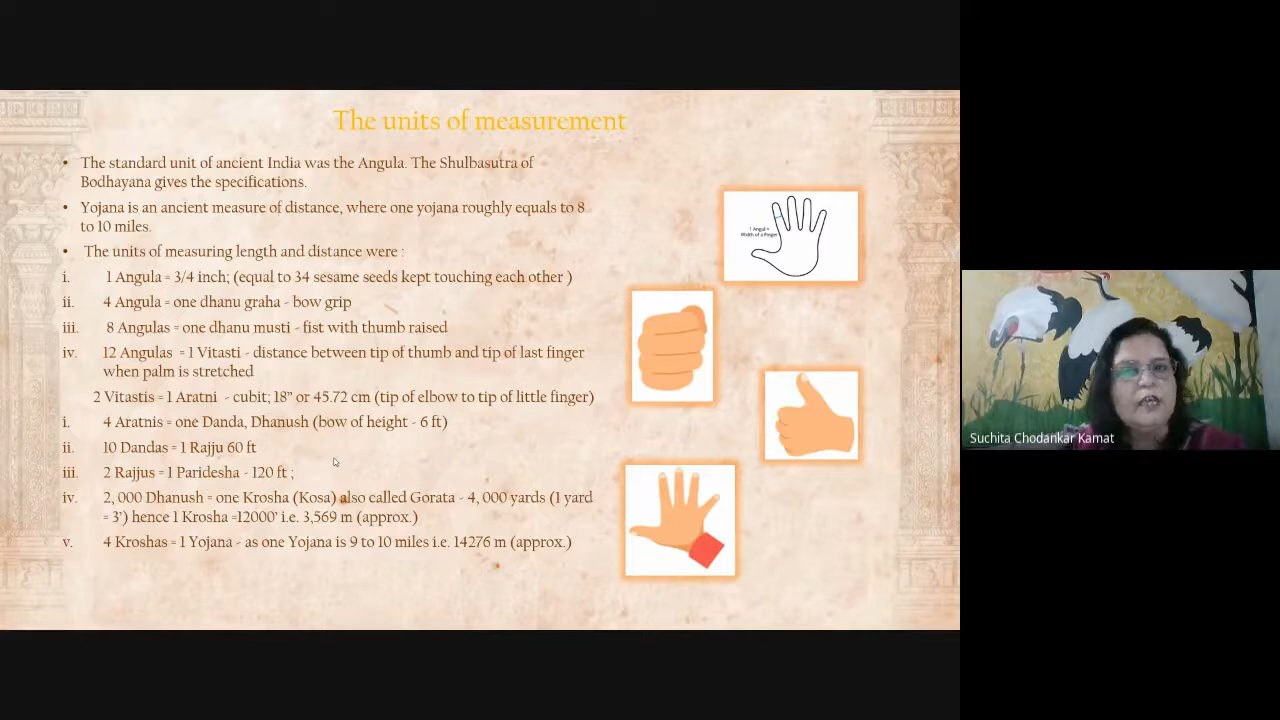 The units of measurement
• The standard unit of ancient India was the Angula. The Shulbasutra of
Bodhayana gives the specifications.
• Yojana is an ancient measure of distance, where one yojana roughly equals to 8
to 10 miles.
• The units of measuring length and distance were :
i. 1 Angula = 3/4 inch; (equal to 34 sesame seeds kept touching each other )
ii. 4 Angula = one dhanu graha - bow grip
iii. 8 Angulas = one dhanu musti - fist with thumb raised
iv. 12 Angulas = 1 Vitasti - distance between tip of thumb and tip of last finger
when palm is stretched
2 Vitastis = 1 Aratni - cubit; 18" or 45.72 cm (tip of elbow to tip of little finger)
i. 4 Aratnis = one Danda, Dhanush (bow of height - 6 ft)
ii. 10 Dandas = 1 Rajju 60 ft
iii. 2 Rajjus = 1 Paridesha - 120 ft ;
iv. 2, 000 Dhanush = one Krosha (Kosa) also called Gorata - 4, 000 yards (1 yard
= 3') hence 1 Krosha =12000' i.e. 3,569 m (approx.)
v. 4 Kroshas = 1 Yojana - as one Yojana is 9 to 10 miles i.e. 14276 m (approx.)
1 Angul =
Width of a Finger
Suchita Chodankar Kamat